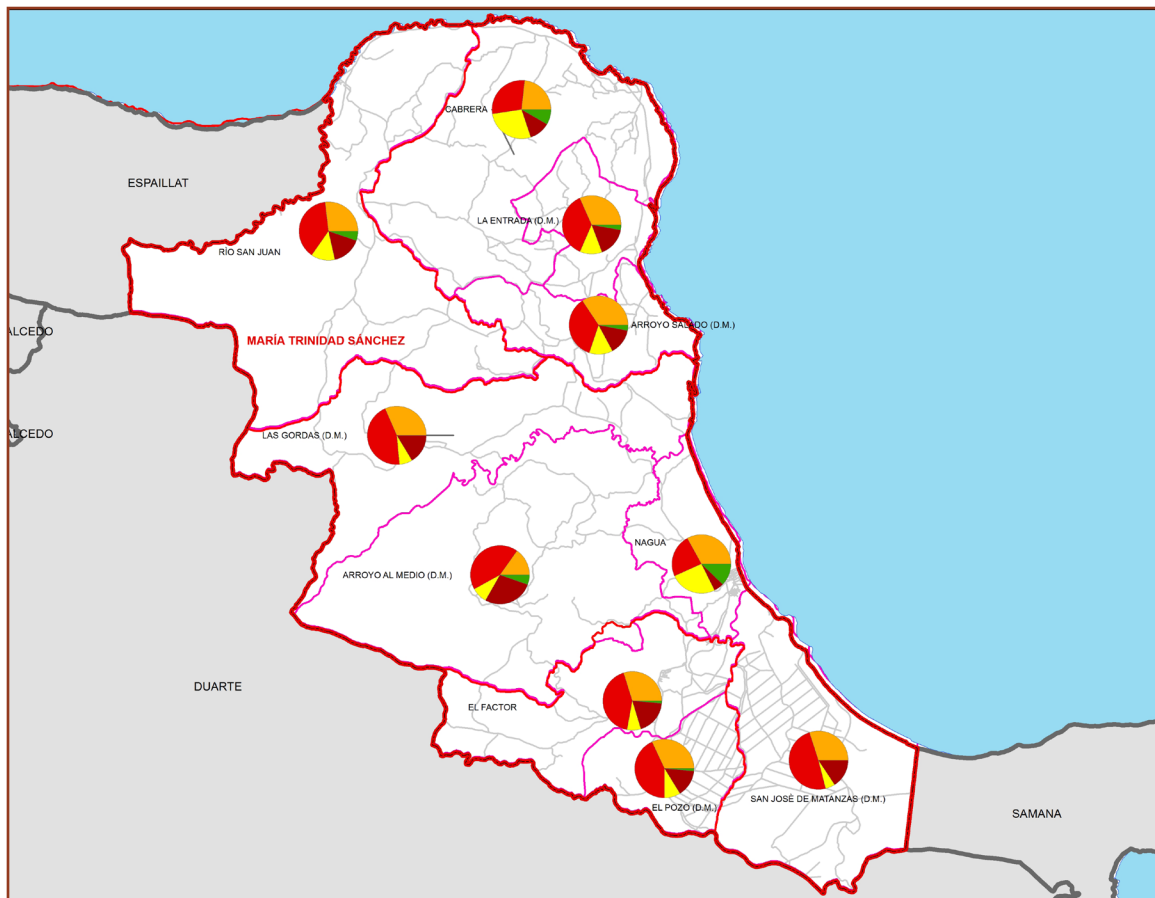 CABRERA
ESPAILLAT
LA ENTRADA (D.M.)
RÍO SAN JUAN
ARROYO SALADO (D.M.)
ALCEDO
MARÍA TRINIDAD SÁNCHEZ
LAS GORDAS (D.M.)
ALCEDO
NAGUA
ARROYO AL MEDIO (D.M.)
DUARTE
EL FACTOR
SAN JOSÈ DE MATANZAS (D.M.)
EL POZO (D.M.)
SAMANA